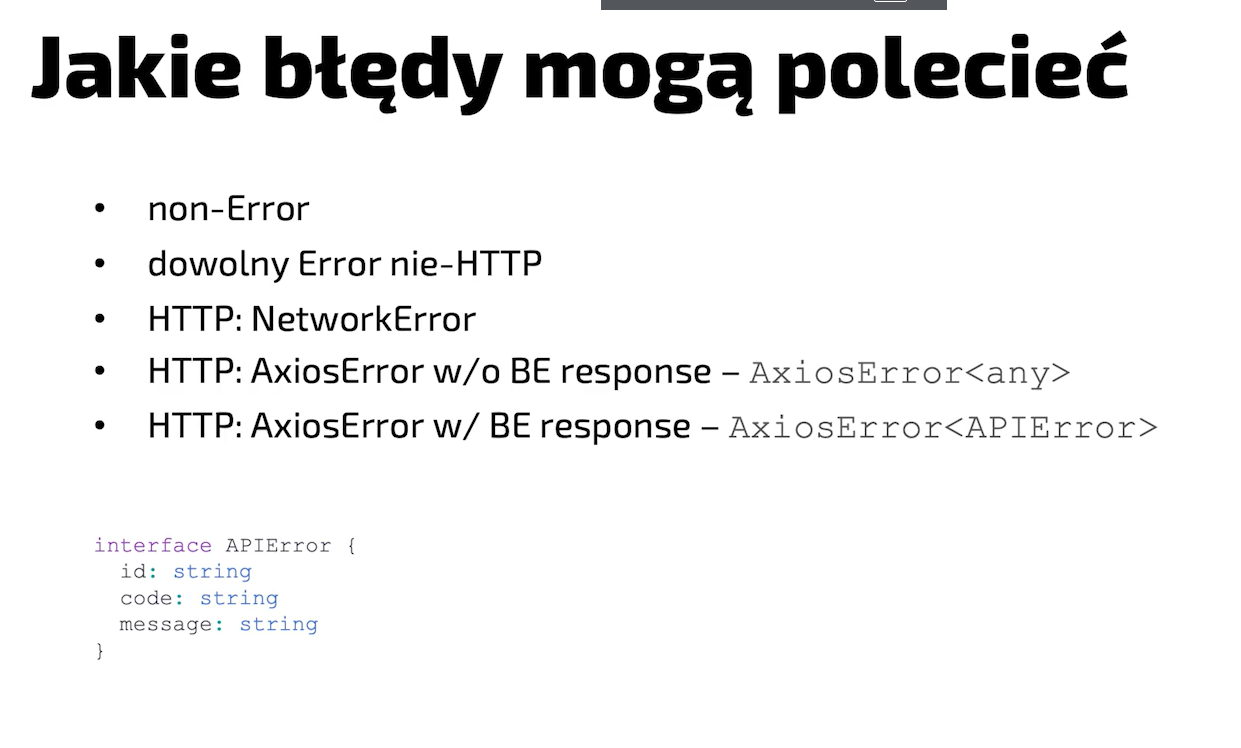 Jakie błędy mogą polecieć
• non-Error
• dowolny Error nie-HTTP
• HTTP: NetworkError
• HTTP: AxiosError w/o BE response – AxiosError<any>
• HTTP: AxiosError w/ BE response – AxiosError<APIError>
interface APIError {
  id: string
  code: string
  message: string
}